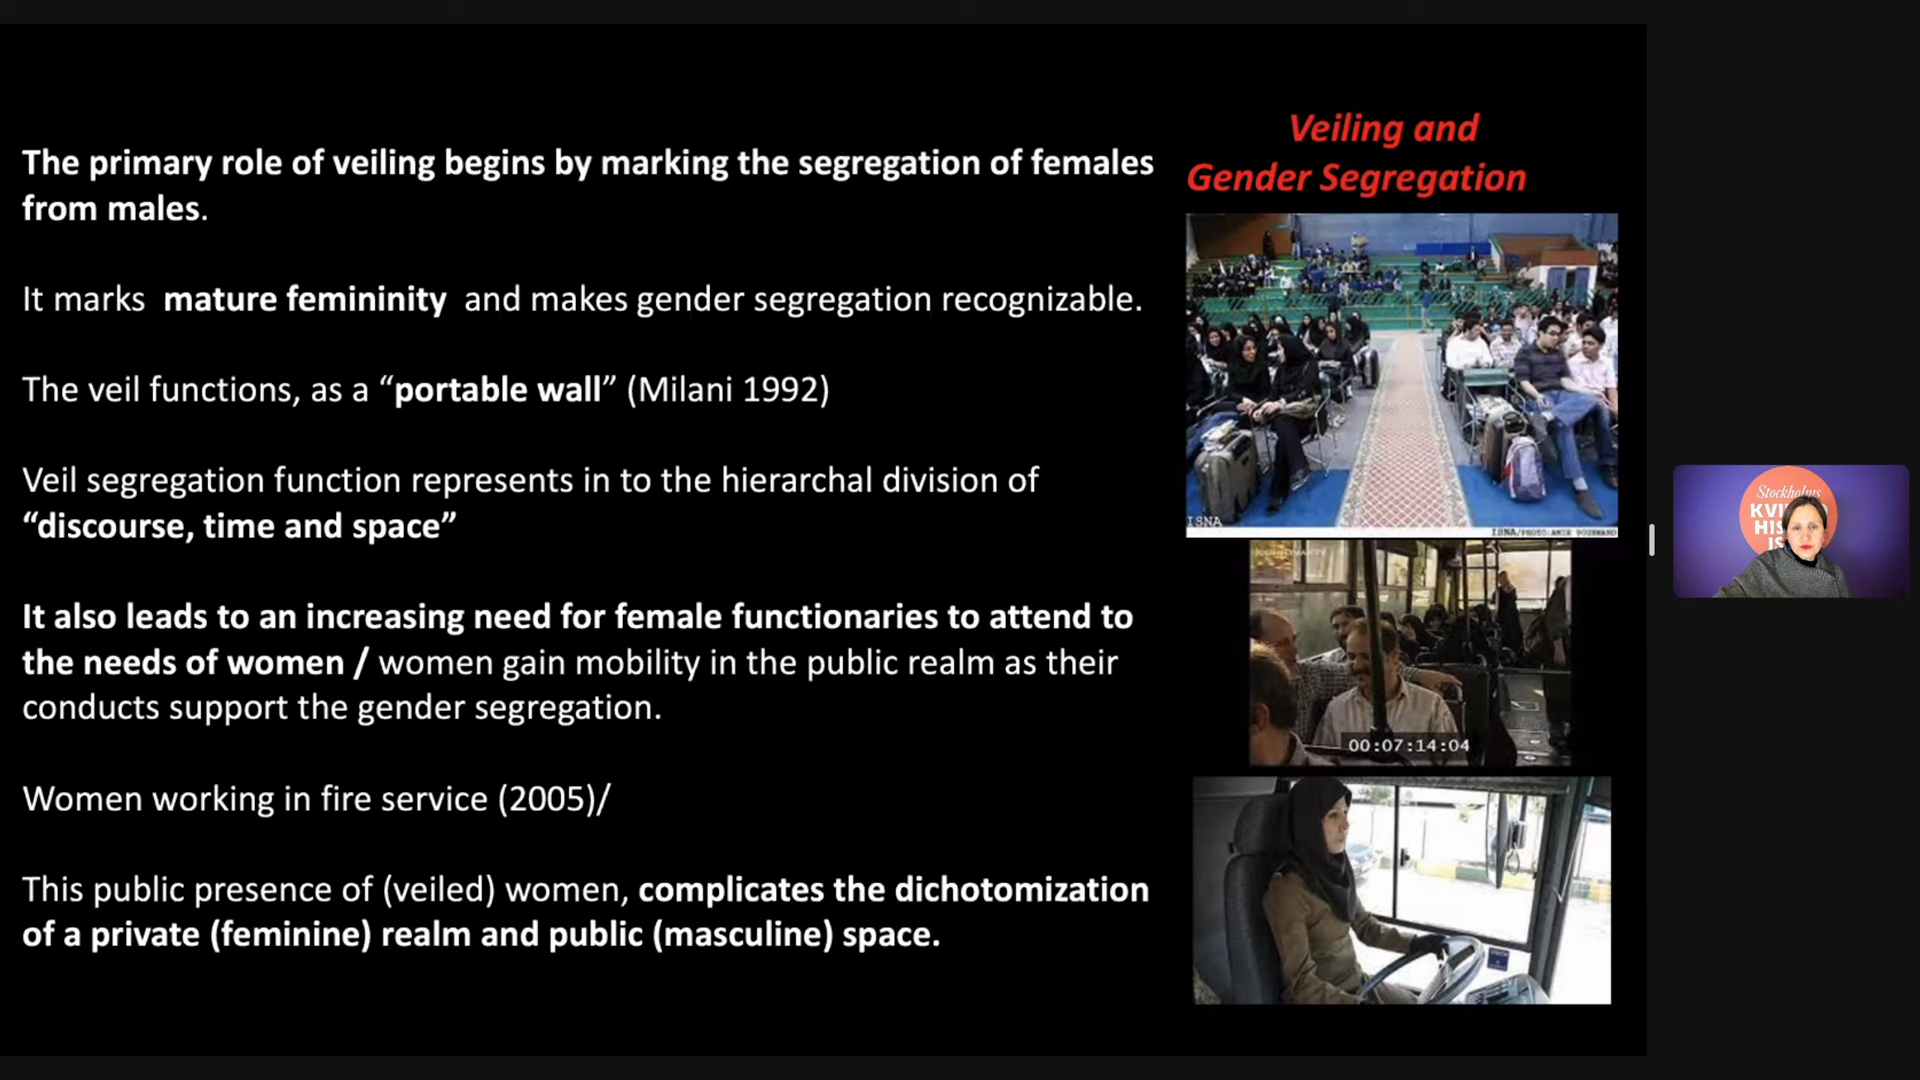 The primary role of veiling begins by marking the segregation of females
from males.
It marks mature femininity and makes gender segregation recognizable.
The veil functions, as a “portable wall” (Milani 1992)
Veil segregation function represents in to the hierarchal division of
“discourse, time and space”
It also leads to an increasing need for female functionaries to attend to
the needs of women / women gain mobility in the public realm as their
conducts support the gender segregation.
Women working in fire service (2005)/
This public presence of (veiled) women, complicates the dichotomization
of a private (feminine) realm and public (masculine) space.
Veiling and
Gender Segregation
ISNA
00:07:14:04
Stockholms